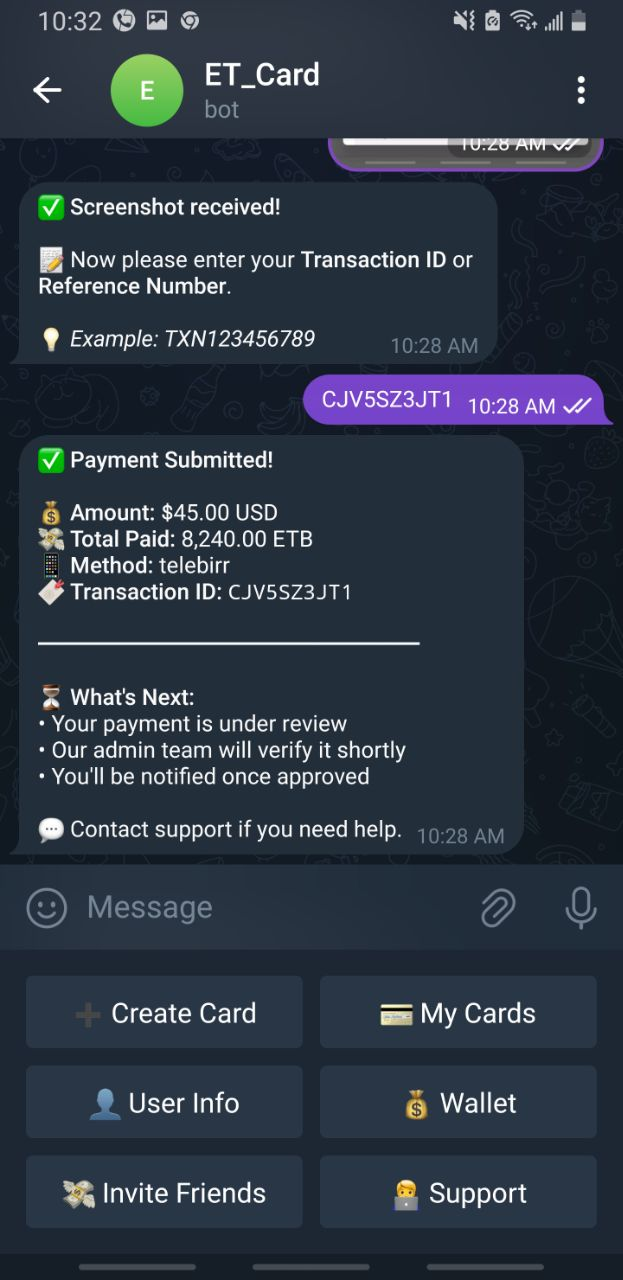 10:32
E
ET_Card
bot
10:28 AM
✅ Screenshot received!
📝 Now please enter your Transaction ID or
Reference Number.
💡 Example: TXN123456789
10:28 AM
CJV5SZ3JT1 10:28 AM
✅ Payment Submitted!
💰 Amount: $45.00 USD
💸 Total Paid: 8,240.00 ETB
📱 Method: telebirr
🔖 Transaction ID: CJV5SZ3JT1
⏳ What's Next:
• Your payment is under review
• Our admin team will verify it shortly
• You'll be notified once approved
💬 Contact support if you need help. 10:28 AM
Message
➕ Create Card
💳 My Cards
👤 User Info
💰 Wallet
💸 Invite Friends
🧑‍💻 Support